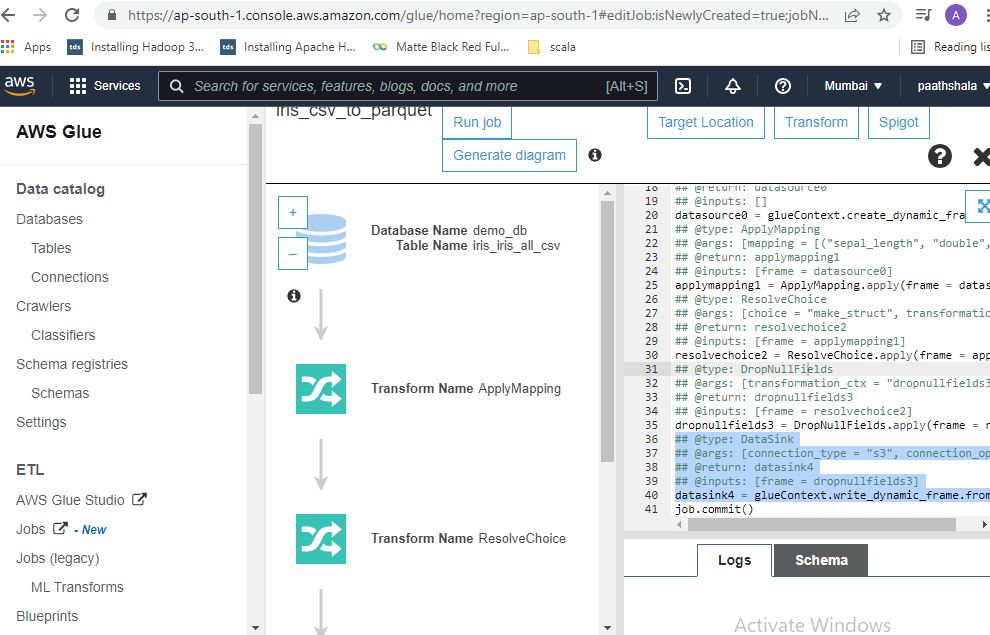 https://ap-south-1.console.aws.amazon.com/glue/home?region=ap-south-1#editJob:isNewlyCreated=true;jobN...
A
Apps
tds Installing Hadoop 3...
tds Installing Apache H...
Matte Black Red Ful...
scala
Reading lis
aws
Services
Search for services, features, blogs, docs, and more [Alt+S]
Mumbai ▼
paathshala ▼
AWS Glue
Data catalog
Databases
Tables
Connections
Crawlers
Classifiers
Schema registries
Schemas
Settings
ETL
AWS Glue Studio
Jobs - New
Jobs (legacy)
ML Transforms
Blueprints
iris_csv_to_parquet
Run job
Generate diagram
Target Location
Transform
Spigot
+
–
Database Name demo_db
Table Name iris_iris_all_csv
Transform Name ApplyMapping
Transform Name ResolveChoice
18 ## @return: datasource0
19 ## @inputs: []
20 datasource0 = glueContext.create_dynamic_fra
21 ## @type: ApplyMapping
22 ## @args: [mapping = [("sepal_length", "double",
23 ## @return: applymapping1
24 ## @inputs: [frame = datasource0]
25 applymapping1 = ApplyMapping.apply(frame = datas
26 ## @type: ResolveChoice
27 ## @args: [choice = "make_struct", transformatio
28 ## @return: resolvechoice2
29 ## @inputs: [frame = applymapping1]
30 resolvechoice2 = ResolveChoice.apply(frame = app
31 ## @type: DropNullFields
32 ## @args: [transformation_ctx = "dropnullfields3
33 ## @return: dropnullfields3
34 ## @inputs: [frame = resolvechoice2]
35 dropnullfields3 = DropNullFields.apply(frame = r
36 ## @type: DataSink
37 ## @args: [connection_type = "s3", connection_op
38 ## @return: datasink4
39 ## @inputs: [frame = dropnullfields3]
40 datasink4 = glueContext.write_dynamic_frame.from
41 job.commit()
Logs
Schema
Activate Windows